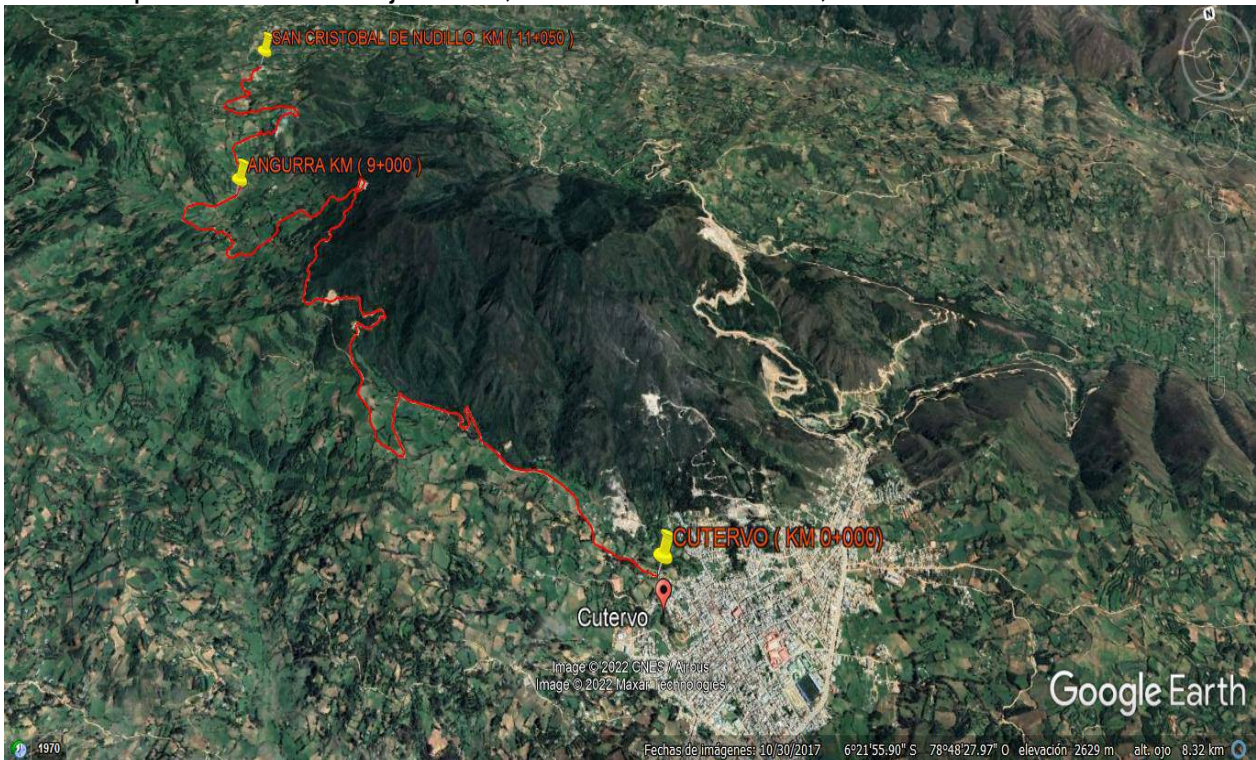 SAN CRISTOBAL DE NUDILLO KM ( 11+050 )
N
ANGURRA KM ( 9+000 )
CUTERVO ( KM 0+000)
Cutervo
Image © 2022 CNES / Airbus
Image © 2022 Maxar Technologies
Google Earth
1970
Fechas de imágenes: 10/30/2017 6°21'55.90" S 78°48'27.97" O elevación 2629 m alt. ojo 8.32 km